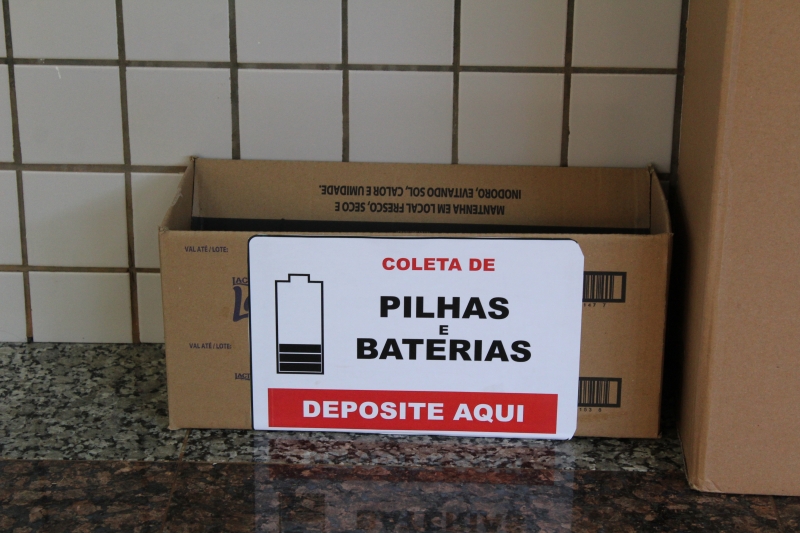 MANTENHA EM LOCAL FRESCO, SECO E
INODORO, EVITANDO SOL, CALOR E UMIDADE.
VAL ATÉ / LOTE:
COLETA DE
PILHAS
E
BATERIAS
VAL ATÉ / LOTE:
DEPOSITE AQUI